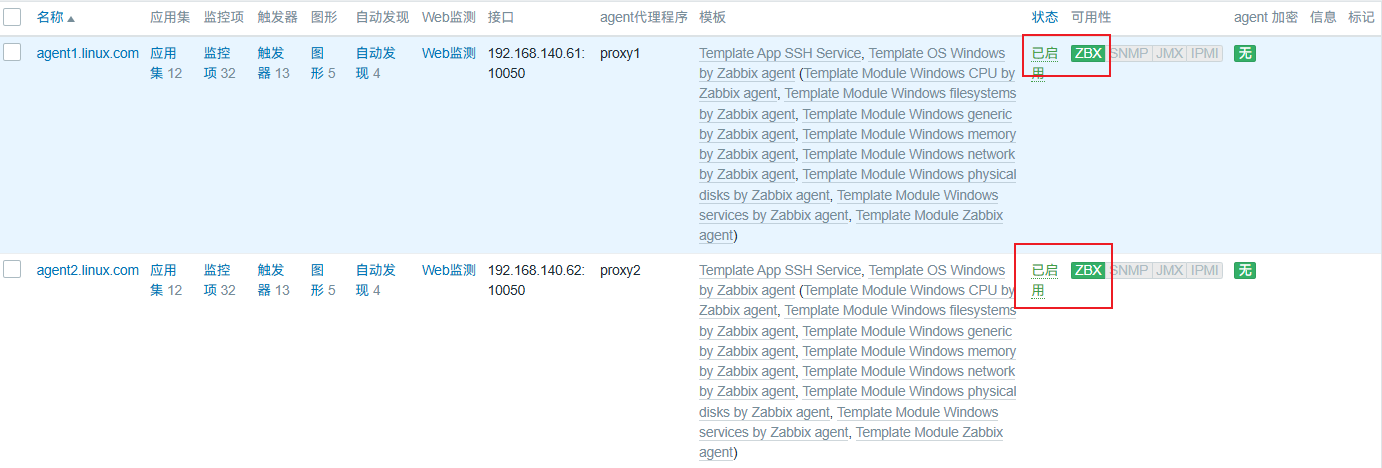 名称 应用集 监控项 触发器 图形 自动发现 Web监测 接口 agent代理程序 模板 状态 可用性 agent 加密 信息 标记
agent1.linux.com 应用 监控 触发 图 自动发 Web监测 192.168.140.61: proxy1 Template App SSH Service, Template OS Windows 已启 ZBX SNMP JMX IPMI 无
集 12 项 32 器 13 形 5 现 4 10050 by Zabbix agent (Template Module Windows CPU by 用
Zabbix agent, Template Module Windows filesystems
by Zabbix agent, Template Module Windows generic
by Zabbix agent, Template Module Windows memory
by Zabbix agent, Template Module Windows network
by Zabbix agent, Template Module Windows physical
disks by Zabbix agent, Template Module Windows
services by Zabbix agent, Template Module Zabbix
agent)
agent2.linux.com 应用 监控 触发 图 自动发 Web监测 192.168.140.62: proxy2 Template App SSH Service, Template OS Windows 已启 ZBX SNMP JMX IPMI 无
集 12 项 32 器 13 形 5 现 4 10050 by Zabbix agent (Template Module Windows CPU by 用
Zabbix agent, Template Module Windows filesystems
by Zabbix agent, Template Module Windows generic
by Zabbix agent, Template Module Windows memory
by Zabbix agent, Template Module Windows network
by Zabbix agent, Template Module Windows physical
disks by Zabbix agent, Template Module Windows
services by Zabbix agent, Template Module Zabbix
agent)